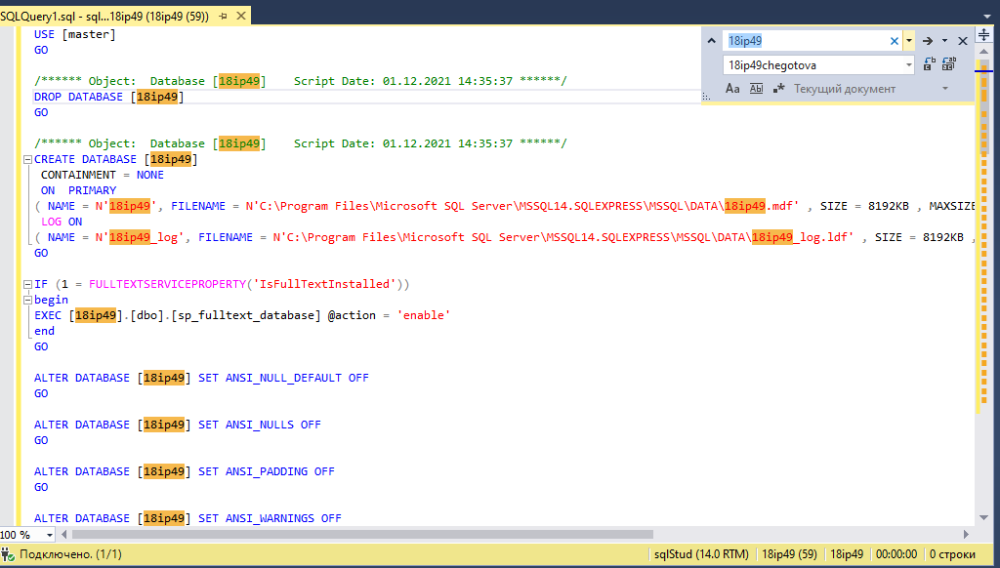 SQLQuery1.sql - sql...18ip49 (18ip49 (59))
USE [master]
GO
18ip49
18ip49chegotova
Aa Ab Текущий документ
/****** Object:  Database [18ip49]    Script Date: 01.12.2021 14:35:37 ******/
DROP DATABASE [18ip49]
GO
/****** Object:  Database [18ip49]    Script Date: 01.12.2021 14:35:37 ******/
CREATE DATABASE [18ip49]
CONTAINMENT = NONE
ON  PRIMARY
( NAME = N'18ip49', FILENAME = N'C:\Program Files\Microsoft SQL Server\MSSQL14.SQLEXPRESS\MSSQL\DATA\18ip49.mdf' , SIZE = 8192KB , MAXSIZE
LOG ON
( NAME = N'18ip49_log', FILENAME = N'C:\Program Files\Microsoft SQL Server\MSSQL14.SQLEXPRESS\MSSQL\DATA\18ip49_log.ldf' , SIZE = 8192KB ,
GO
IF (1 = FULLTEXTSERVICEPROPERTY('IsFullTextInstalled'))
begin
EXEC [18ip49].[dbo].[sp_fulltext_database] @action = 'enable'
end
GO
ALTER DATABASE [18ip49] SET ANSI_NULL_DEFAULT OFF
GO
ALTER DATABASE [18ip49] SET ANSI_NULLS OFF
GO
ALTER DATABASE [18ip49] SET ANSI_PADDING OFF
GO
ALTER DATABASE [18ip49] SET ANSI_WARNINGS OFF
100 %
Подключено. (1/1) sqlStud (14.0 RTM) 18ip49 (59) 18ip49 00:00:00 0 строки